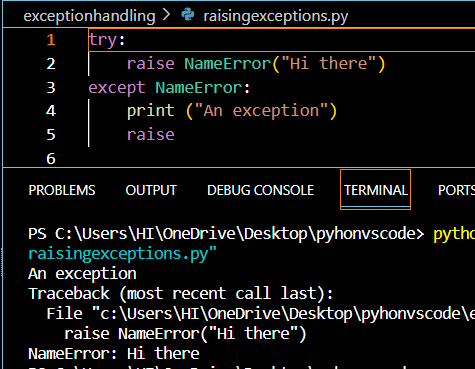 exceptionhandling > raisingexceptions.py
1 try:
2 raise NameError("Hi there")
3 except NameError:
4 print ("An exception")
5 raise
6
PROBLEMS OUTPUT DEBUG CONSOLE TERMINAL PORTS
PS C:\Users\HI\OneDrive\Desktop\pyhonvscode> pytho
raisingexceptions.py"
An exception
Traceback (most recent call last):
File "c:\Users\HI\OneDrive\Desktop\pyhonvscode\e
raise NameError("Hi there")
NameError: Hi there